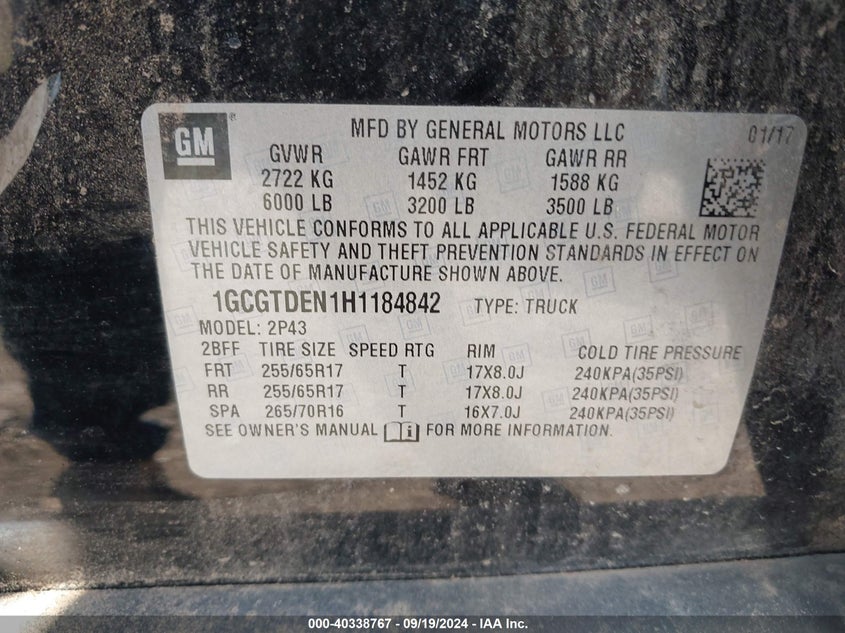 GM
MFD BY GENERAL MOTORS LLC 01/17
GVWR GAWR FRT GAWR RR
2722 KG 1452 KG 1588 KG
6000 LB 3200 LB 3500 LB
THIS VEHICLE CONFORMS TO ALL APPLICABLE U.S. FEDERAL MOTOR
VEHICLE SAFETY AND THEFT PREVENTION STANDARDS IN EFFECT ON
THE DATE OF MANUFACTURE SHOWN ABOVE.
1GCGTDEN1H1184842 TYPE: TRUCK
MODEL: 2P43
2BFF TIRE SIZE SPEED RTG RIM COLD TIRE PRESSURE
FRT 255/65R17 T 17X8.0J 240KPA(35PSI)
RR 255/65R17 T 17X8.0J 240KPA(35PSI)
SPA 265/70R16 T 16X7.0J 240KPA(35PSI)
SEE OWNER'S MANUAL FOR MORE INFORMATION.
000-40338767 - 09/19/2024 - IAA Inc.